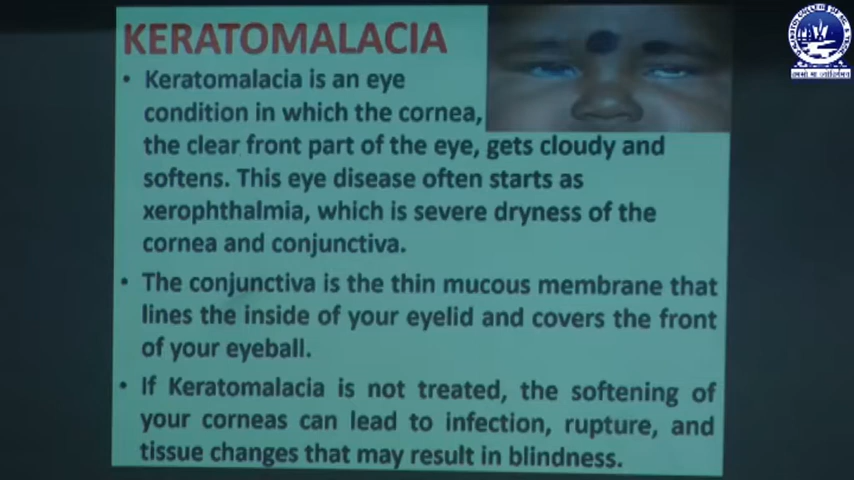 KERATOMALACIA
• Keratomalacia is an eye
condition in which the cornea,
the clear front part of the eye, gets cloudy and
softens. This eye disease often starts as
xerophthalmia, which is severe dryness of the
cornea and conjunctiva.
• The conjunctiva is the thin mucous membrane that
lines the inside of your eyelid and covers the front
of your eyeball.
• If Keratomalacia is not treated, the softening of
your corneas can lead to infection, rupture, and
tissue changes that may result in blindness.